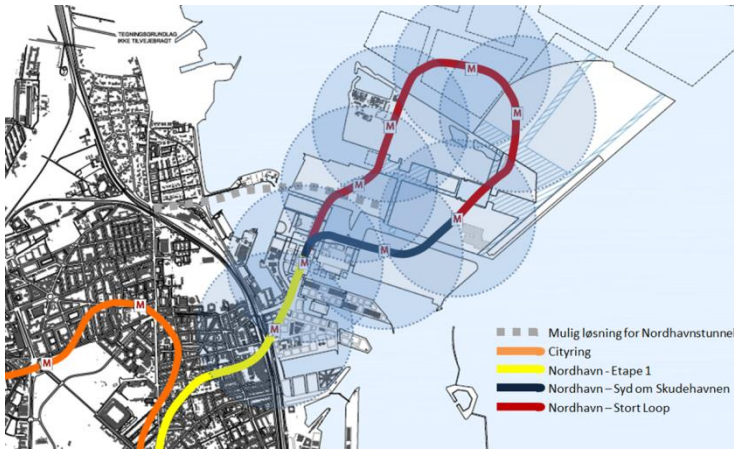 TEGNINGSGRUNDLAG
IKKE TILVEJEBRAGT
M
M
M
M
M
M
M
M
M
M
Mulig løsning for Nordhavnstunnel
Cityring
Nordhavn - Etape 1
Nordhavn – Syd om Skudehavnen
Nordhavn – Stort Loop